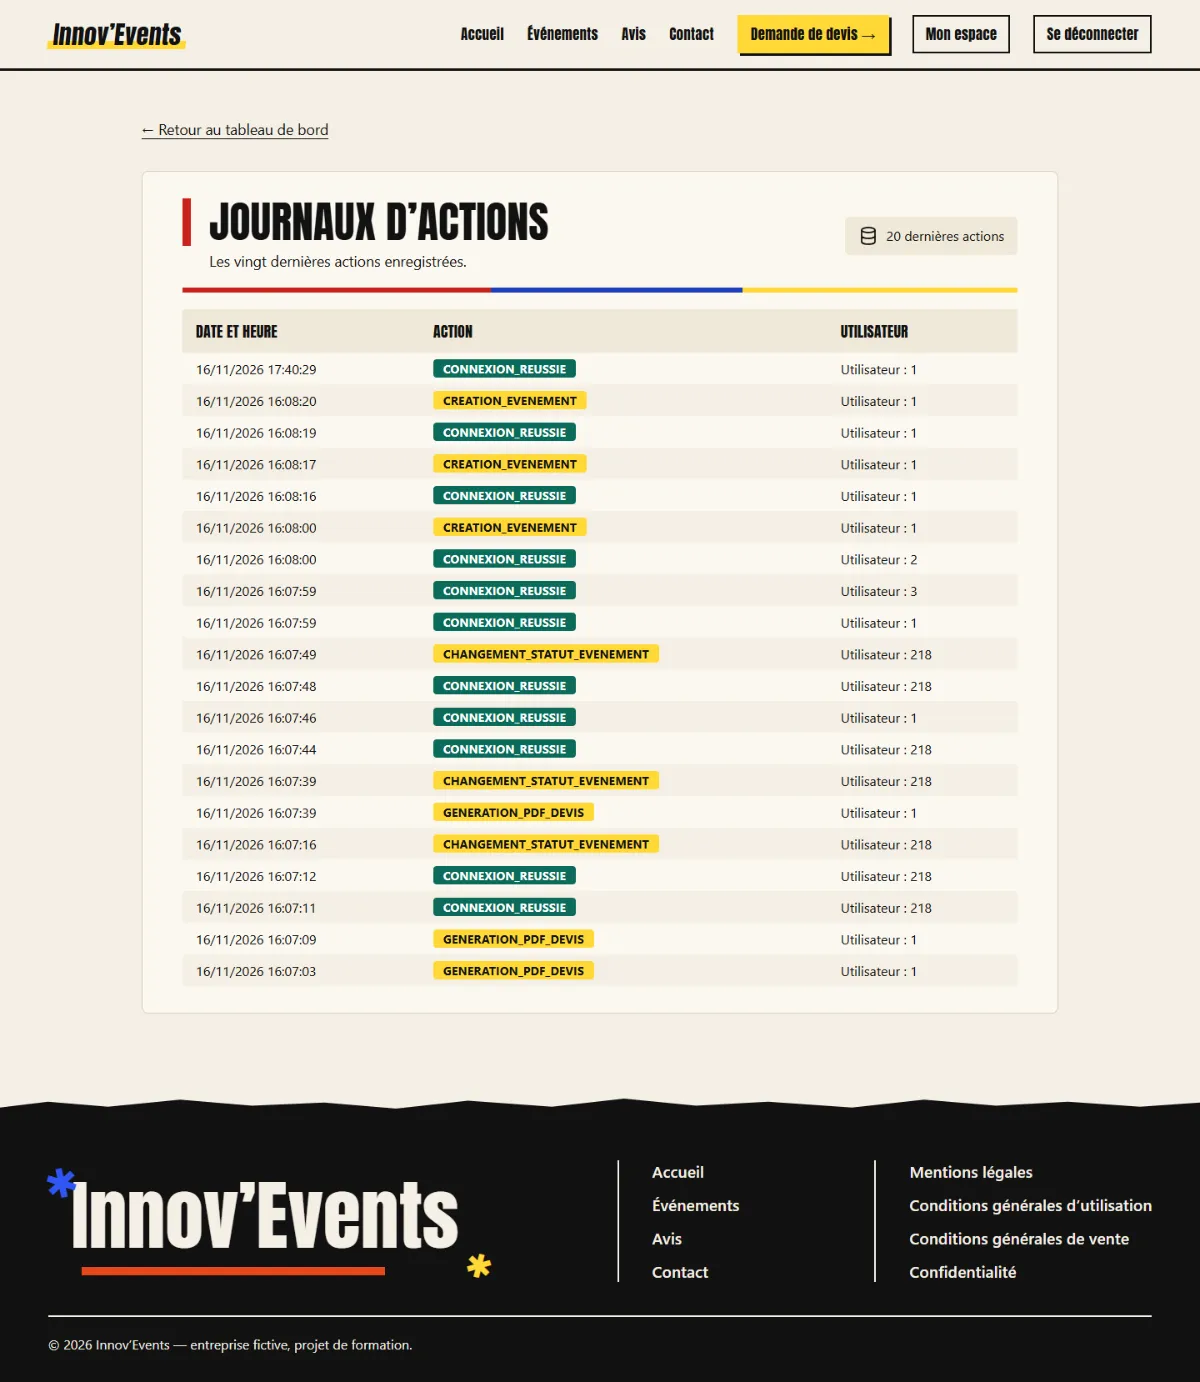 Innov’Events Accueil Événements Avis Contact Demande de devis → Mon espace Se déconnecter
← Retour au tableau de bord
JOURNAUX D’ACTIONS
Les vingt dernières actions enregistrées.
20 dernières actions
DATE ET HEURE ACTION UTILISATEUR
16/11/2026 17:40:29 CONNEXION_REUSSIE Utilisateur : 1
16/11/2026 16:08:20 CREATION_EVENEMENT Utilisateur : 1
16/11/2026 16:08:19 CONNEXION_REUSSIE Utilisateur : 1
16/11/2026 16:08:17 CREATION_EVENEMENT Utilisateur : 1
16/11/2026 16:08:16 CONNEXION_REUSSIE Utilisateur : 1
16/11/2026 16:08:00 CREATION_EVENEMENT Utilisateur : 1
16/11/2026 16:08:00 CONNEXION_REUSSIE Utilisateur : 2
16/11/2026 16:07:59 CONNEXION_REUSSIE Utilisateur : 3
16/11/2026 16:07:59 CONNEXION_REUSSIE Utilisateur : 1
16/11/2026 16:07:49 CHANGEMENT_STATUT_EVENEMENT Utilisateur : 218
16/11/2026 16:07:48 CONNEXION_REUSSIE Utilisateur : 218
16/11/2026 16:07:46 CONNEXION_REUSSIE Utilisateur : 1
16/11/2026 16:07:44 CONNEXION_REUSSIE Utilisateur : 218
16/11/2026 16:07:39 CHANGEMENT_STATUT_EVENEMENT Utilisateur : 218
16/11/2026 16:07:39 GENERATION_PDF_DEVIS Utilisateur : 1
16/11/2026 16:07:16 CHANGEMENT_STATUT_EVENEMENT Utilisateur : 218
16/11/2026 16:07:12 CONNEXION_REUSSIE Utilisateur : 218
16/11/2026 16:07:11 CONNEXION_REUSSIE Utilisateur : 218
16/11/2026 16:07:09 GENERATION_PDF_DEVIS Utilisateur : 1
16/11/2026 16:07:03 GENERATION_PDF_DEVIS Utilisateur : 1
Innov’Events
Accueil
Événements
Avis
Contact
Mentions légales
Conditions générales d’utilisation
Conditions générales de vente
Confidentialité
© 2026 Innov’Events — entreprise fictive, projet de formation.